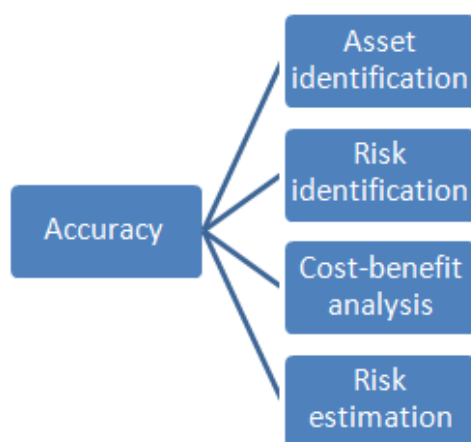 Asset
identification
Risk
identification
Accuracy
Cost-benefit
analysis
Risk
estimation